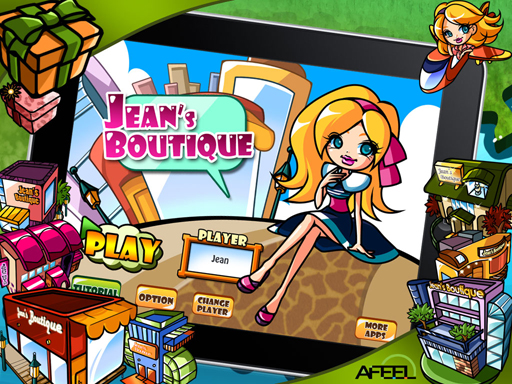 JEAN's
BOUTIQUE
Jean's
Boutique
Jean's
Boutique
PLAY
PLAYER
Jean
TUTORIAL
OPTION
CHANGE
PLAYER
MORE
APPS
Jean's Boutique
Jean's Boutique
AFEEL